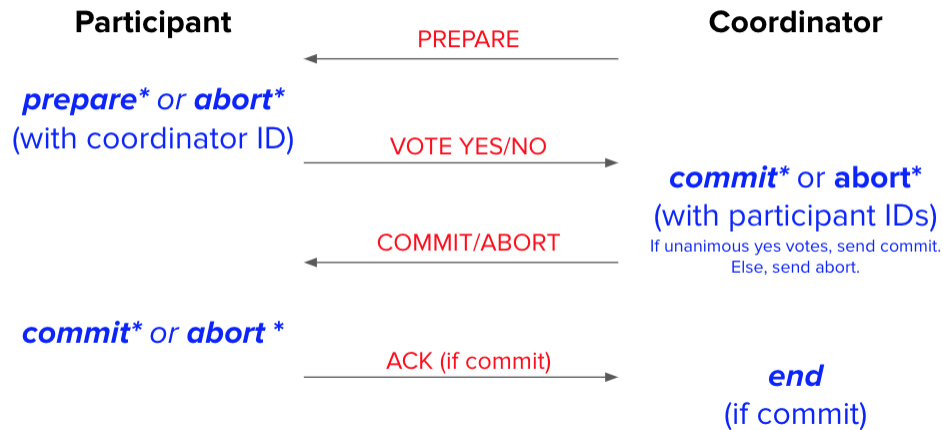 Participant
Coordinator
PREPARE
prepare* or abort*
(with coordinator ID)
VOTE YES/NO
commit* or abort*
(with participant IDs)
If unanimous yes votes, send commit.
Else, send abort.
COMMIT/ABORT
commit* or abort *
ACK (if commit)
end
(if commit)